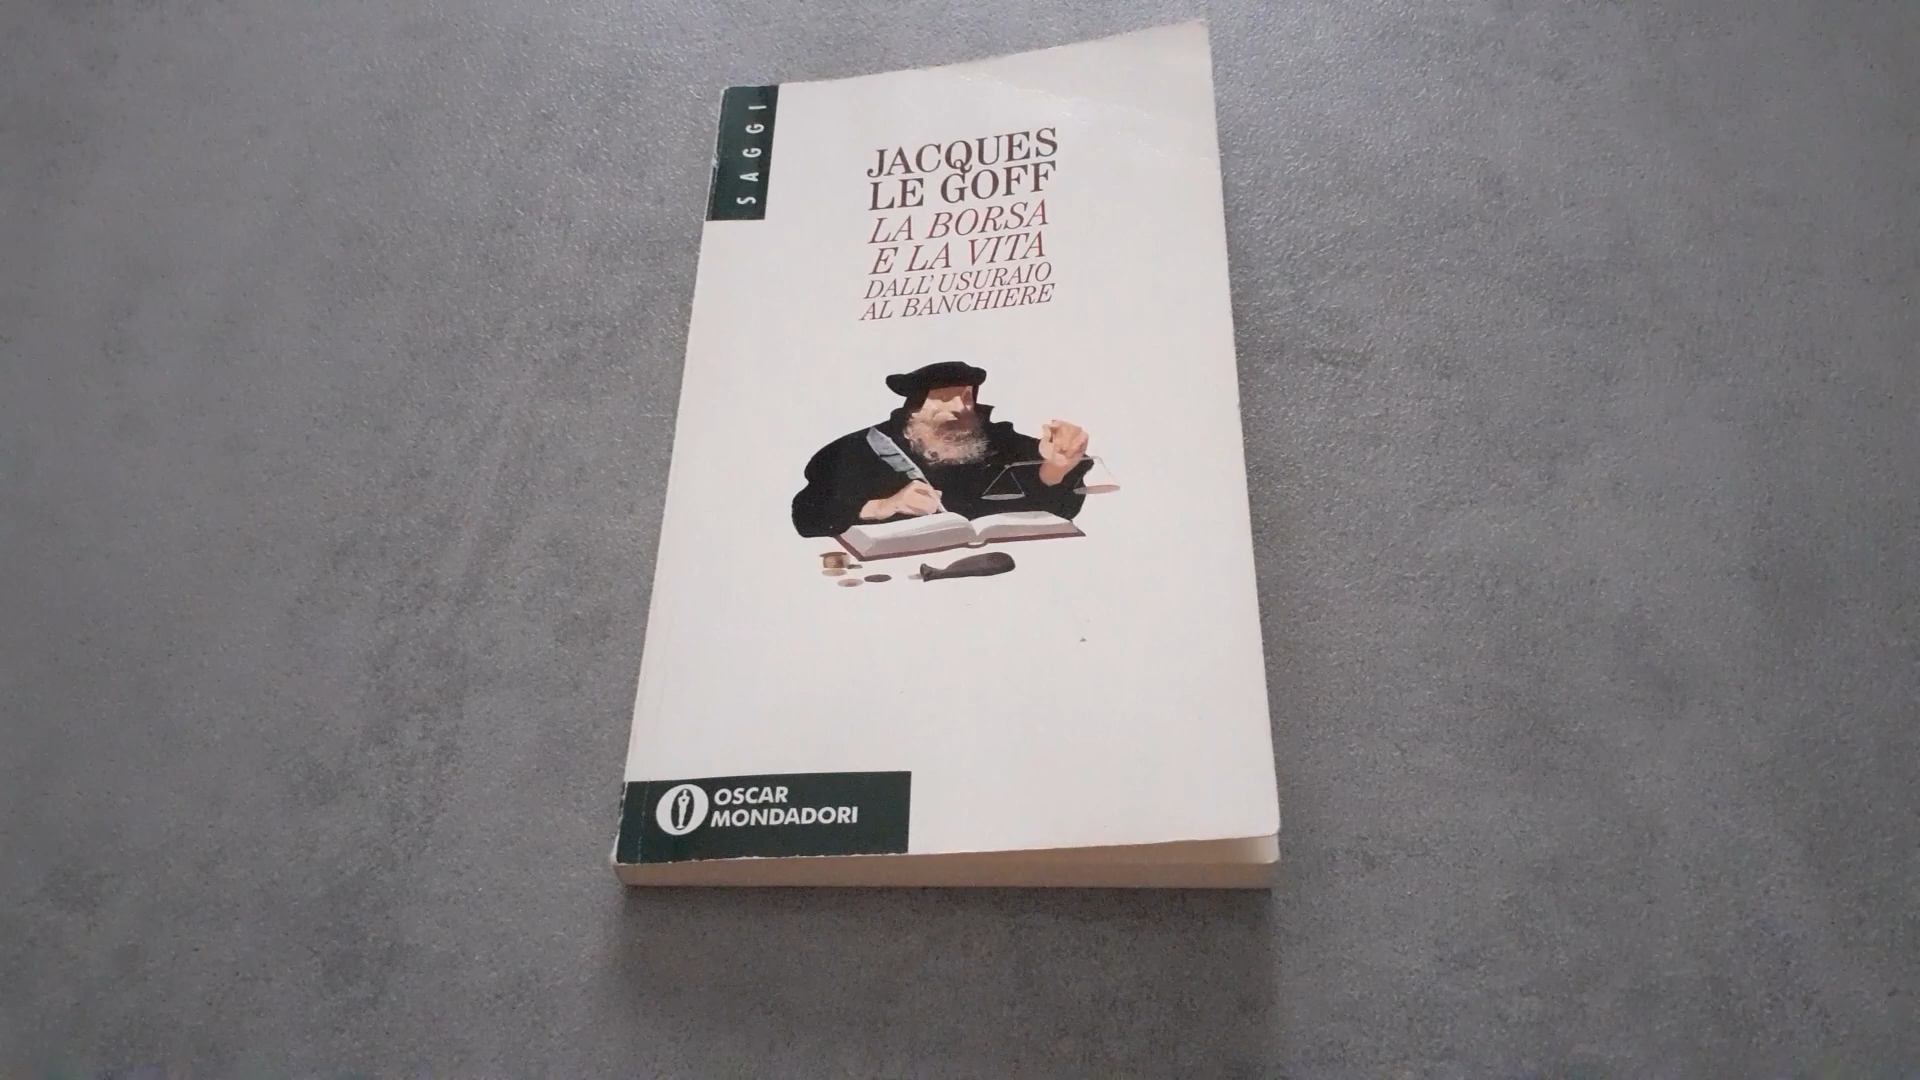 SAGGI
JACQUES
LE GOFF
LA BORSA
E LA VITA
DALL'USURAIO
AL BANCHIERE
OSCAR
MONDADORI